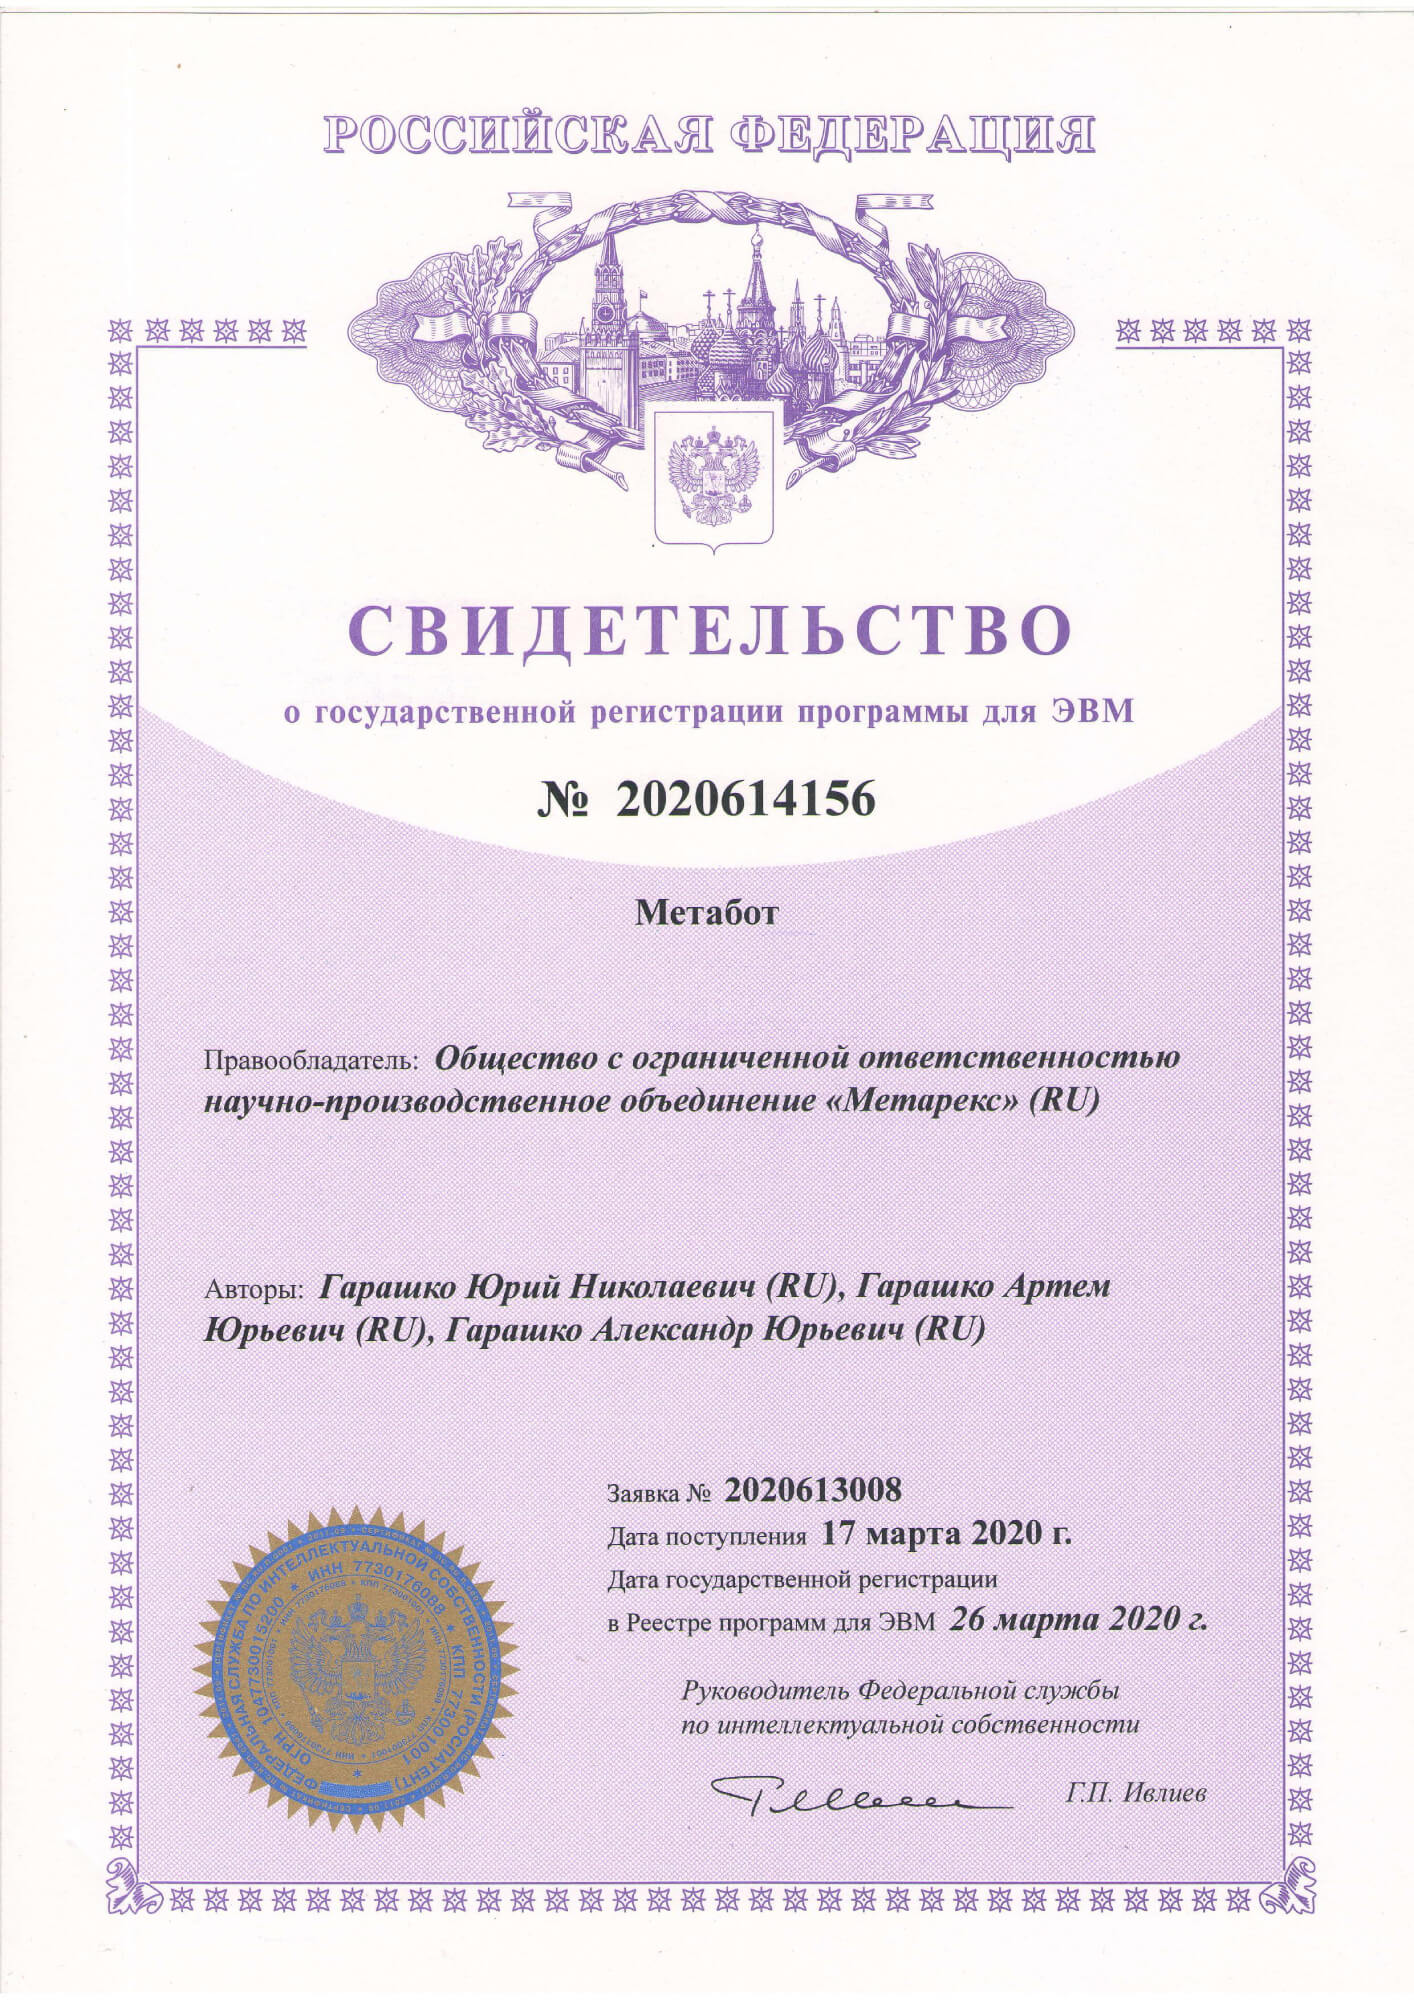 РОССИЙСКАЯ ФЕДЕРАЦИЯ
СВИДЕТЕЛЬСТВО
о государственной регистрации программы для ЭВМ
№ 2020614156
Метабот
Правообладатель: Общество с ограниченной ответственностью
научно-производственное объединение «Метарекс» (RU)
Авторы: Гарашко Юрий Николаевич (RU), Гарашко Артем
Юрьевич (RU), Гарашко Александр Юрьевич (RU)
Заявка № 2020613008
Дата поступления 17 марта 2020 г.
Дата государственной регистрации
в Реестре программ для ЭВМ 26 марта 2020 г.
Руководитель Федеральной службы
по интеллектуальной собственности
Г.П. Ивлиев
ФЕДЕРАЛЬНАЯ СЛУЖБА ПО ИНТЕЛЛЕКТУАЛЬНОЙ СОБСТВЕННОСТИ (РОСПАТЕНТ)
ОГРН 1047730015200 * ИНН 7730176088 * КПП 773001001 *